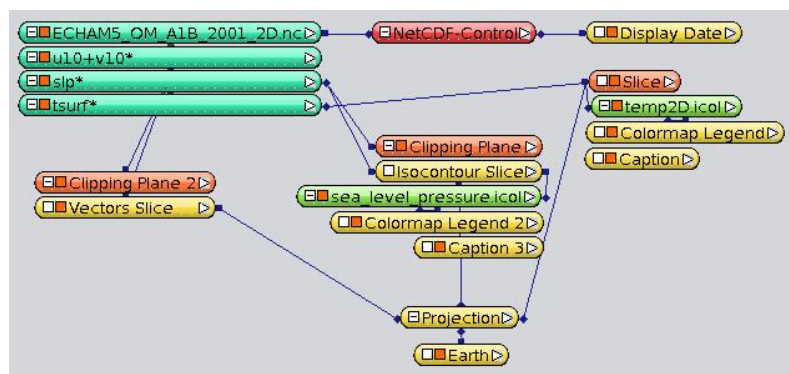 ECHAM5_OM_A1B_2001_2D.nc
NetCDF-Control
Display Date
u10+v10*
slp*
tsurf*
Slice
temp2D.icol
Colormap Legend
Caption
Clipping Plane
Isocontour Slice
sea_level_pressure.icol
Colormap Legend 2
Caption 3
Clipping Plane 2
Vectors Slice
Projection
Earth